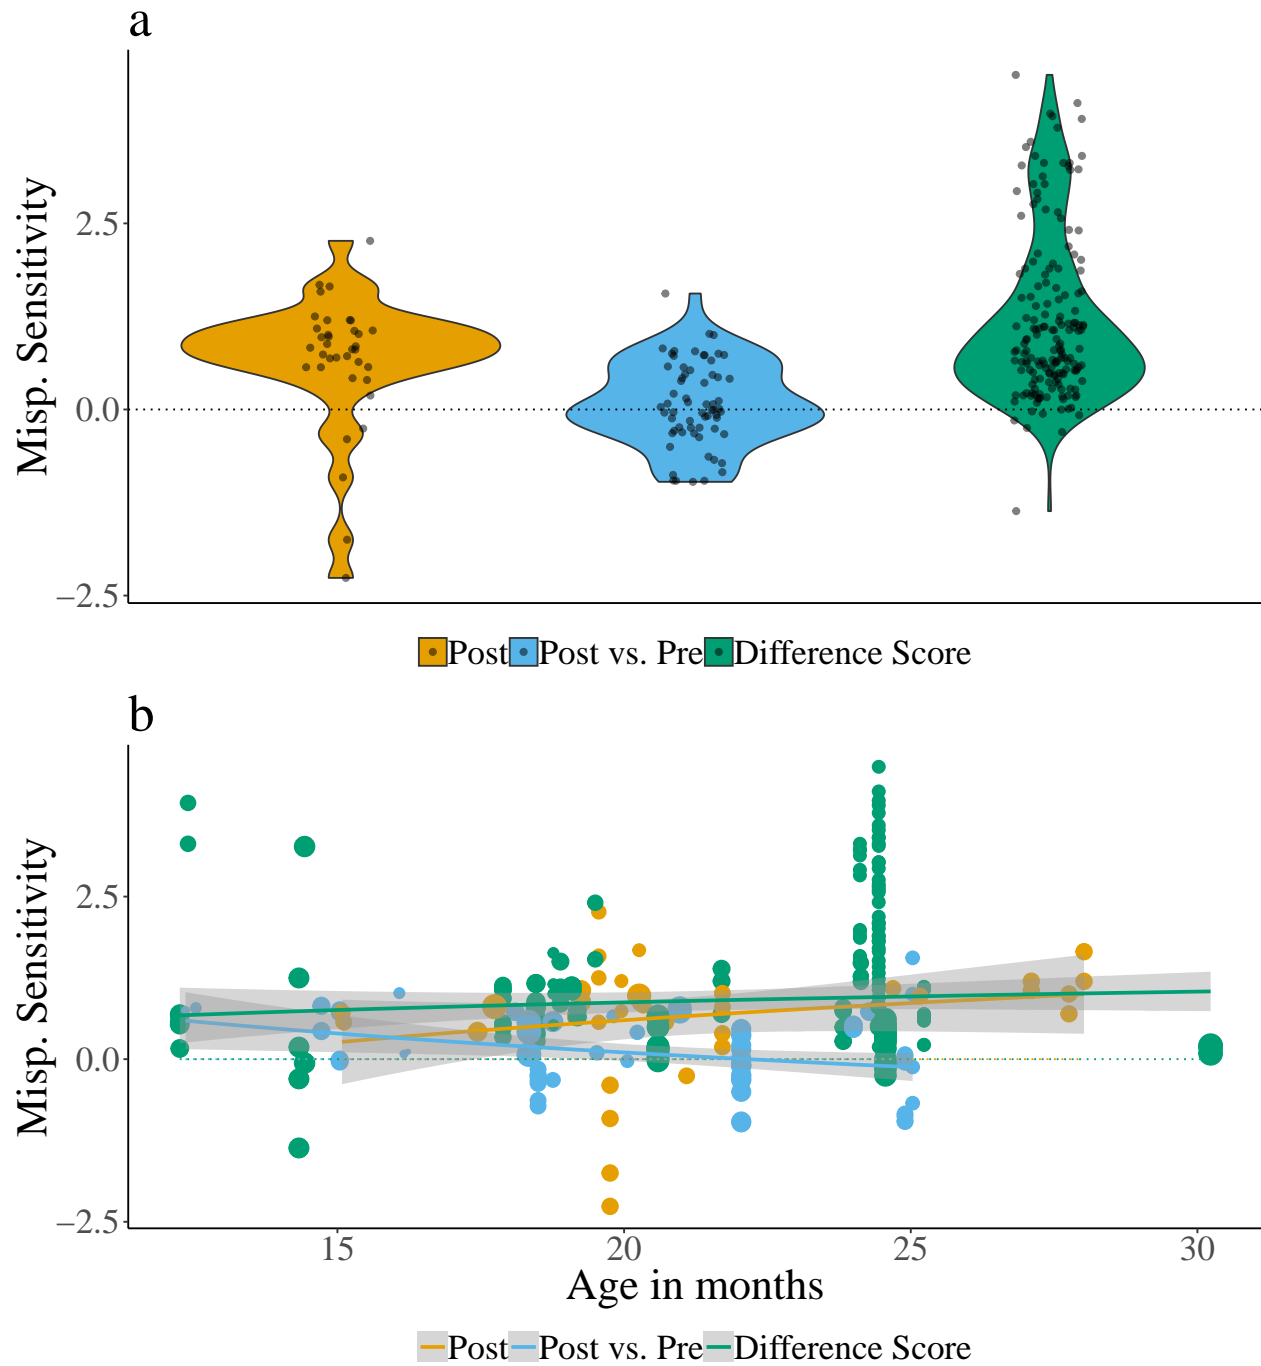 a
Misp. Sensitivity
2.5
0.0
−2.5
Post Post vs. Pre Difference Score
b
Misp. Sensitivity
2.5
0.0
−2.5
15 20 25 30
Age in months
Post Post vs. Pre Difference Score